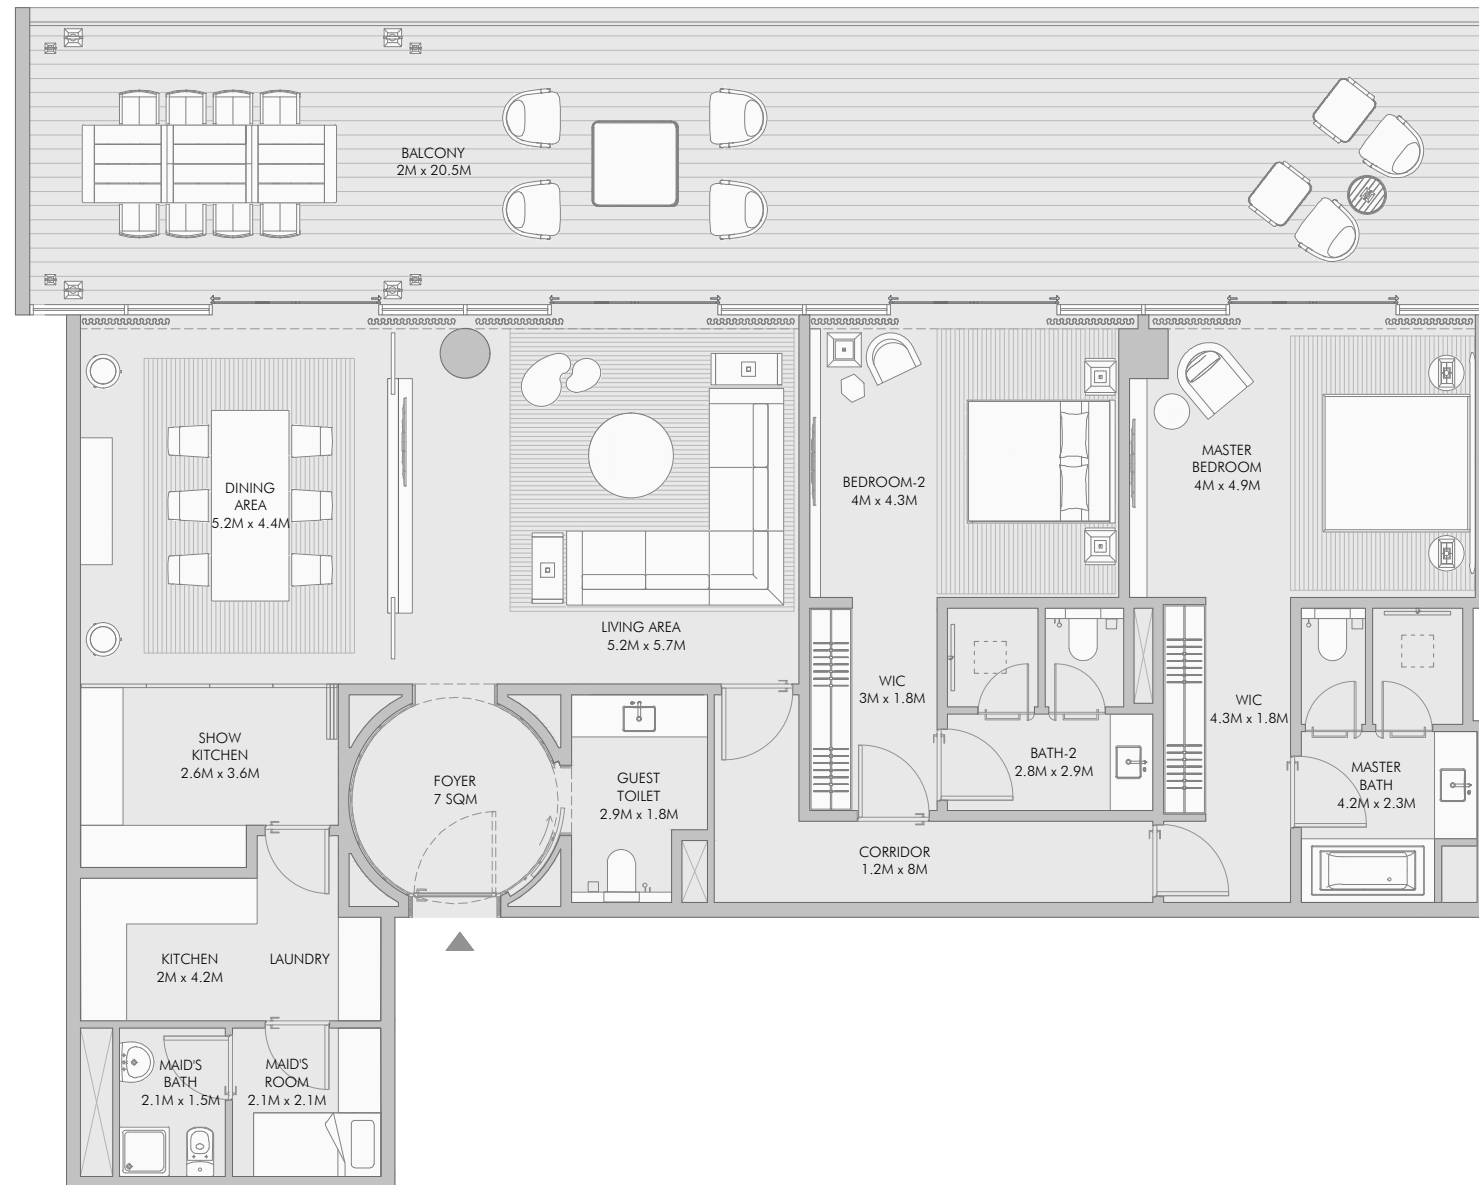 BALCONY
2M x 20.5M
DINING
AREA
5.2M x 4.4M
LIVING AREA
5.2M x 5.7M
BEDROOM-2
4M x 4.3M
MASTER
BEDROOM
4M x 4.9M
WIC
3M x 1.8M
BATH-2
2.8M x 2.9M
WIC
4.3M x 1.8M
MASTER
BATH
4.2M x 2.3M
SHOW
KITCHEN
2.6M x 3.6M
FOYER
7 SQM
GUEST
TOILET
2.9M x 1.8M
CORRIDOR
1.2M x 8M
KITCHEN
2M x 4.2M
LAUNDRY
MAID'S
BATH
2.1M x 1.5M
MAID'S
ROOM
2.1M x 2.1M